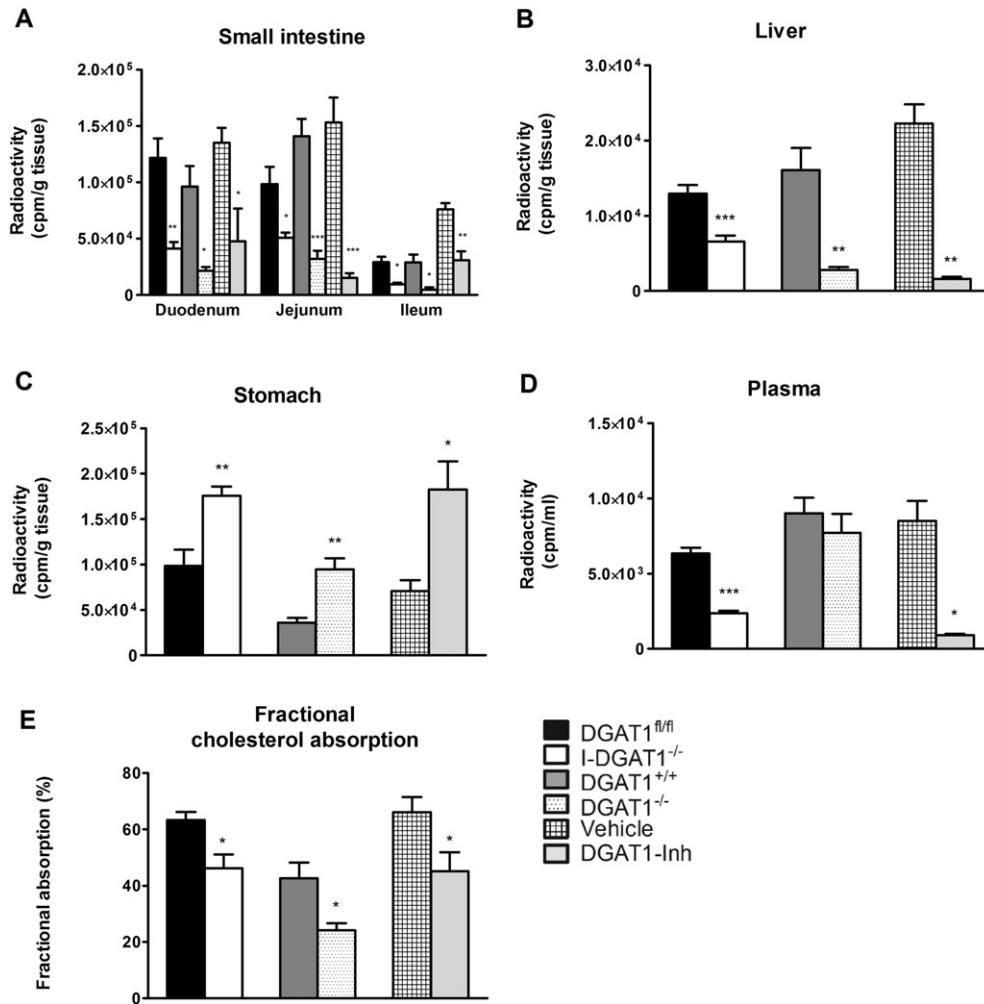 A
Small intestine
Radioactivity
(cpm/g tissue)
2.0×10⁵
1.5×10⁵
1.0×10⁵
5.0×10⁴
0
**
*
*
*
***
***
*
*
**
Duodenum Jejunum Ileum
B
Liver
Radioactivity
(cpm/g tissue)
3.0×10⁴
2.0×10⁴
1.0×10⁴
0
***
**
**
C
Stomach
Radioactivity
(cpm/g tissue)
2.5×10⁵
2.0×10⁵
1.5×10⁵
1.0×10⁵
5.0×10⁴
0
**
**
*
D
Plasma
Radioactivity
(cpm/ml)
1.5×10⁴
1.0×10⁴
5.0×10³
0
***
*
E
Fractional
cholesterol absorption
Fractional absorption (%)
80
60
40
20
0
*
*
*
DGAT1^fl/fl
I-DGAT1^-/-
DGAT1^+/+
DGAT1^-/-
Vehicle
DGAT1-Inh